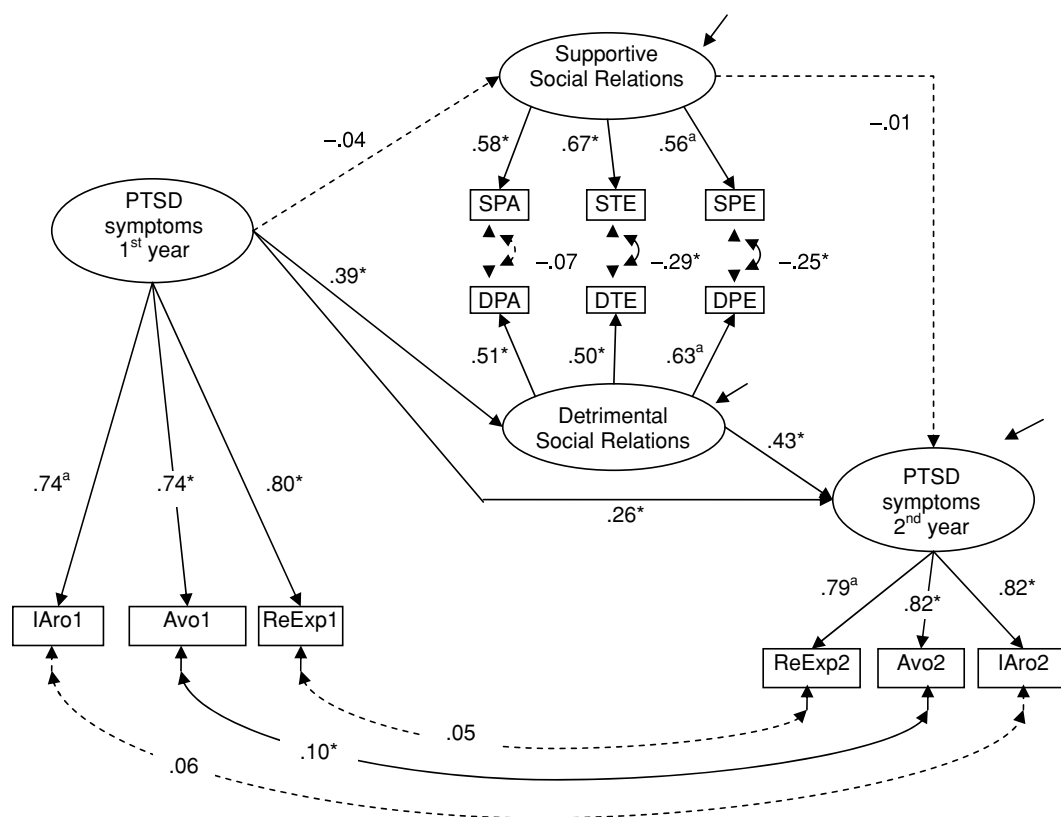 Supportive
Social Relations
–.04
–.01
.58*
.67*
.56ᵃ
PTSD
symptoms
1ˢᵗ year
SPA
STE
SPE
–.07
–.29*
–.25*
.39*
DPA
DTE
DPE
.51*
.50*
.63ᵃ
Detrimental
Social Relations
.43*
.74ᵃ
.74*
.80*
.26*
PTSD
symptoms
2ⁿᵈ year
.79ᵃ
.82*
.82*
IAro1
Avo1
ReExp1
ReExp2
Avo2
IAro2
.05
.10*
.06